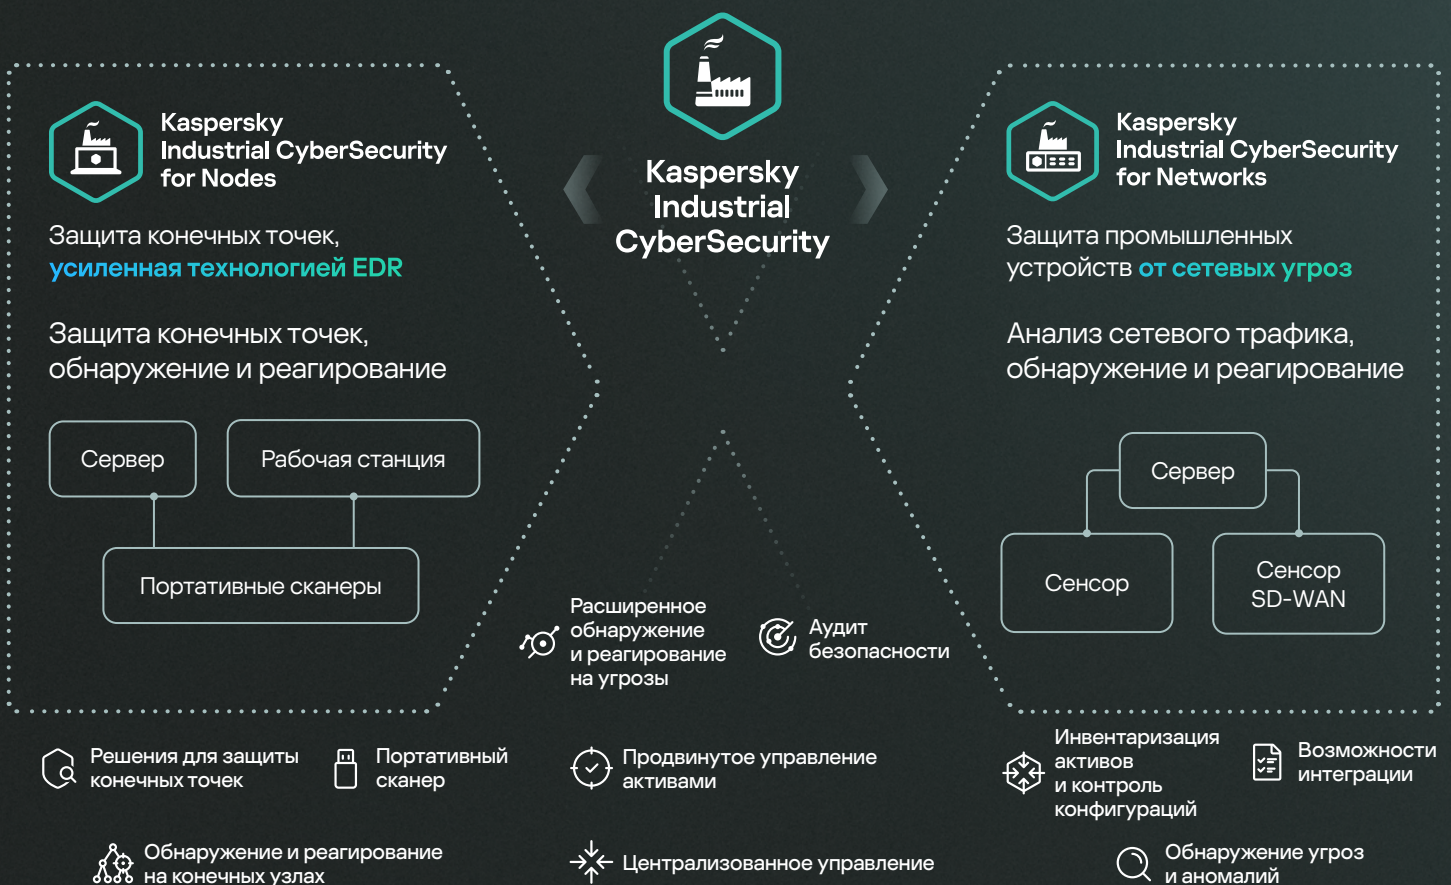 Kaspersky
Industrial
CyberSecurity
Kaspersky
Industrial CyberSecurity
for Nodes
Защита конечных точек,
усиленная технологией EDR
Защита конечных точек,
обнаружение и реагирование
Сервер
Рабочая станция
Портативные сканеры
Kaspersky
Industrial CyberSecurity
for Networks
Защита промышленных
устройств от сетевых угроз
Анализ сетевого трафика,
обнаружение и реагирование
Сервер
Сенсор
Сенсор
SD-WAN
Расширенное
обнаружение
и реагирование
на угрозы
Аудит
безопасности
Решения для защиты
конечных точек
Портативный
сканер
Продвинутое управление
активами
Инвентаризация
активов
и контроль
конфигураций
Возможности
интеграции
Обнаружение и реагирование
на конечных узлах
Централизованное управление
Обнаружение угроз
и аномалий